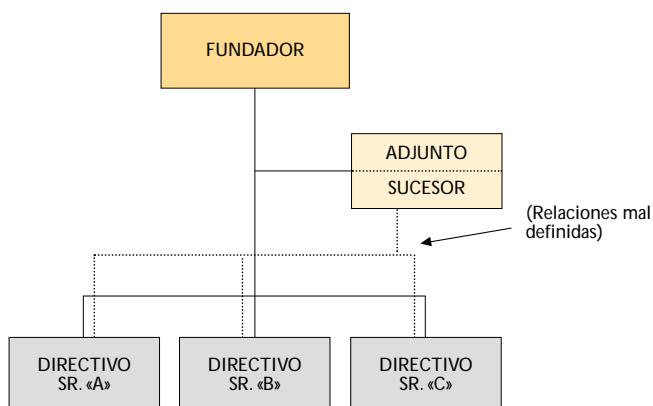 FUNDADOR
ADJUNTO
SUCESOR
(Relaciones mal
definidas)
DIRECTIVO
SR. «A»
DIRECTIVO
SR. «B»
DIRECTIVO
SR. «C»